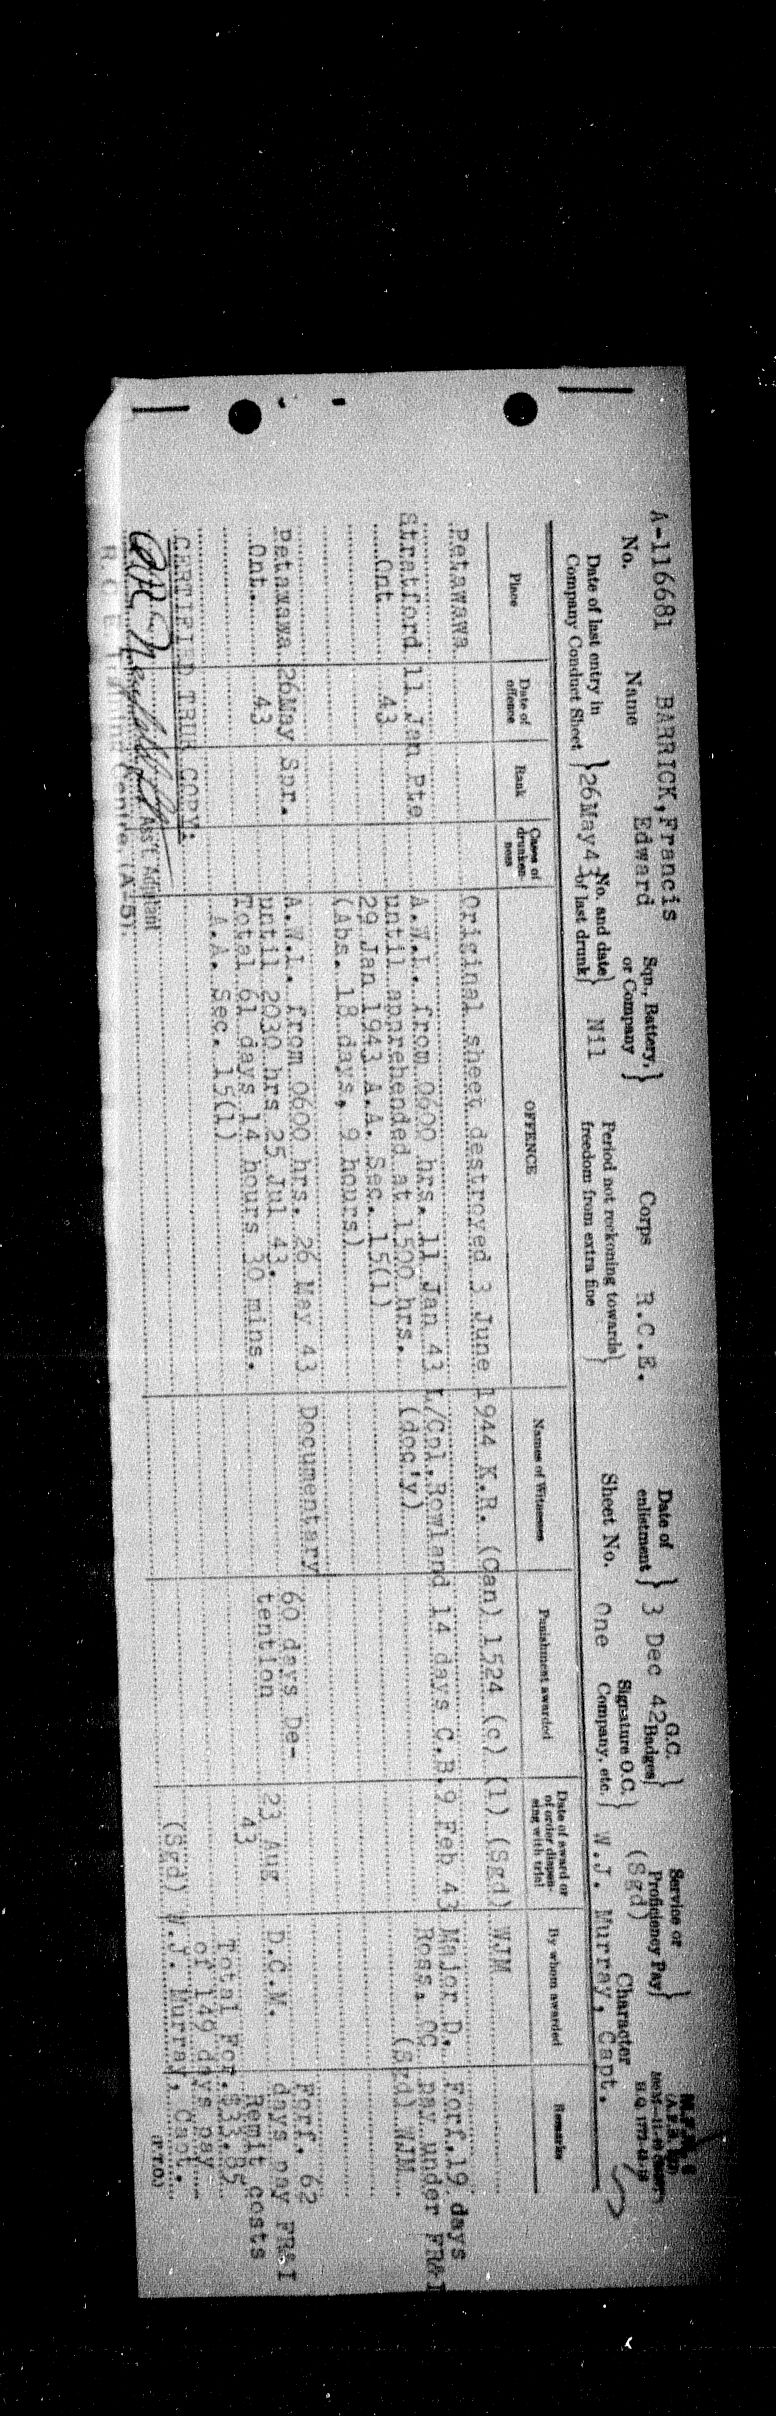 A-116681 BARRICK, Francis Edward
No. Name Sqn., Battery, or Company Corps R.C.E. Date of enlistment 3 Dec 42 G.C. Badges Service or Proficiency Pay Character
Date of last entry in Company Conduct Sheet 26May43 No. and date of last drunk Nil Period not reckoning towards freedom from extra fine Sheet No. One Signature O.C. Company, etc. (Sgd) W.J. Murray, Capt.
Place Date of offence Rank Cases of drunkenness OFFENCE Names of Witnesses Punishment awarded Date of award or of order dispensing with trial By whom awarded Remarks
Petawawa Original sheet destroyed 3 June 1944 K.R. (Can) 1524 (c) (1) (Sgd) WJM
Stratford 11 Jan Pte A.W.L. from 0600 hrs. 11 Jan 43 L/Cpl. Rowland 14 days C.B. 9 Feb 43 Major D. Forf. 19 days
Ont 43 until apprehended at 1500 hrs. (doc'y) Ross, OC pay under FR&I
29 Jan 1943 A.A. Sec. 15(1) (Sgd) WJM
(Abs. 18 days, 9 hours)
Petawawa 26May Spr. A.W.L. from 0600 hrs. 26 May 43 Documentary 60 days De- 23 Aug D.C.M. Forf. 62
Ont. 43 until 2030 hrs 25 Jul 43. tention 43 days pay FR&I
Total 61 days 14 hours 30 mins. Remit costs
A.A. Sec. 15(1) Total For. $33.85
of 149 days pay
CERTIFIED TRUE COPY: (Sgd) W.J. Murray, Capt.
(P.T.O.)
Ass't. Adjutant
(A-5).